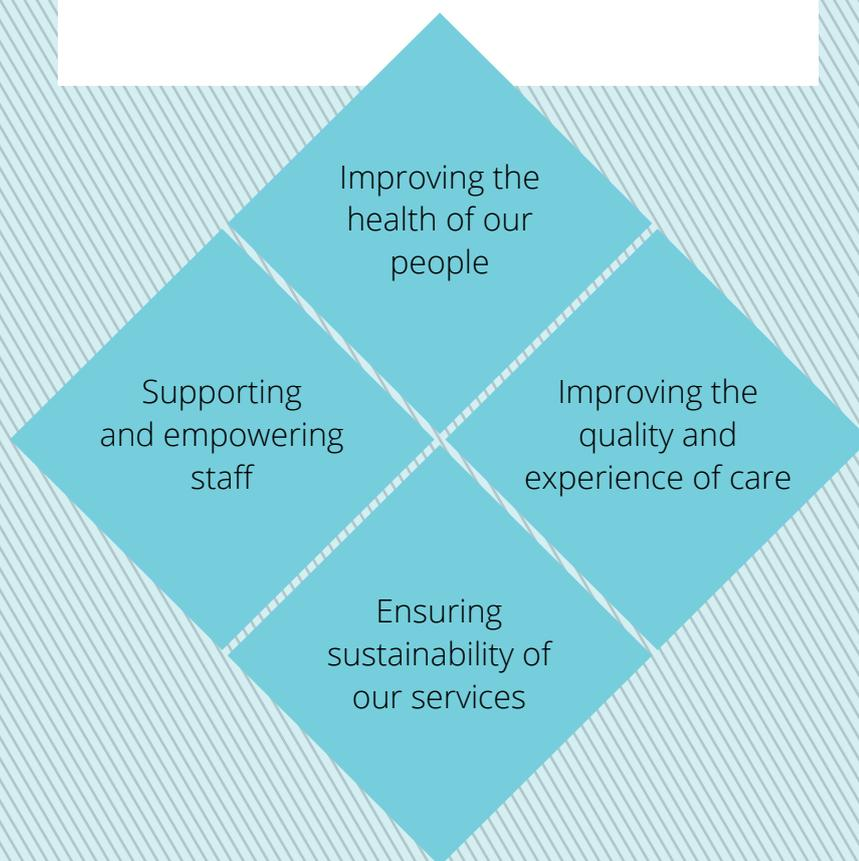 Improving the
health of our
people
Supporting
and empowering
staff
Improving the
quality and
experience of care
Ensuring
sustainability of
our services